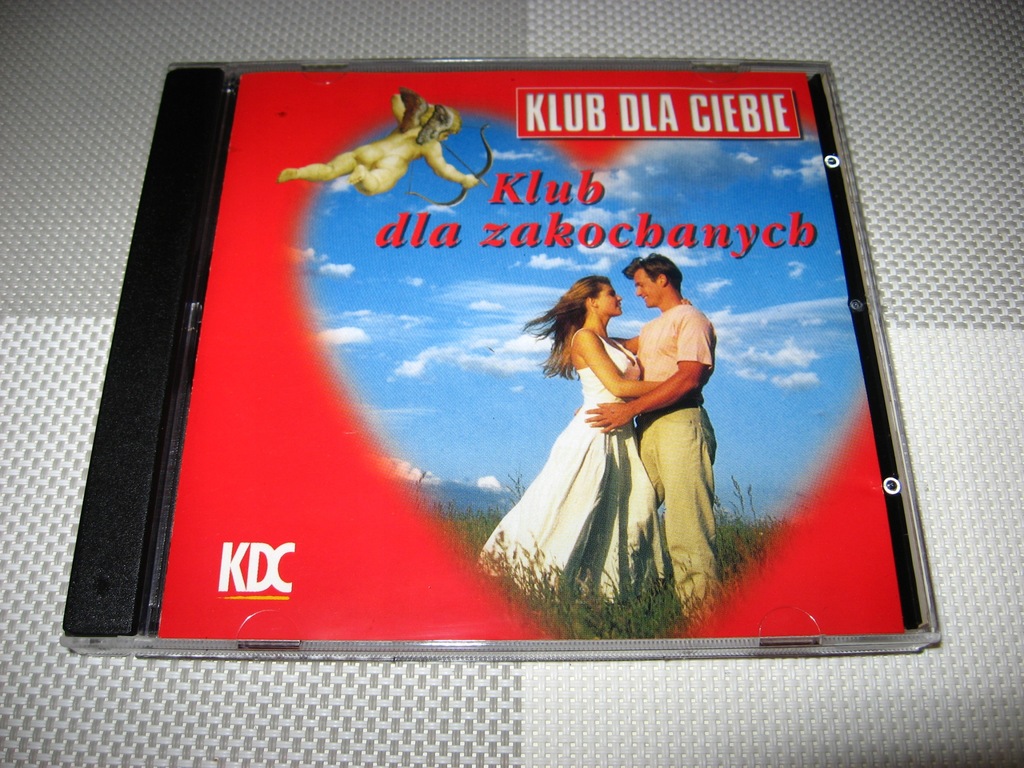 KLUB DLA CIEBIE
Klub
dla zakochanych
KDC